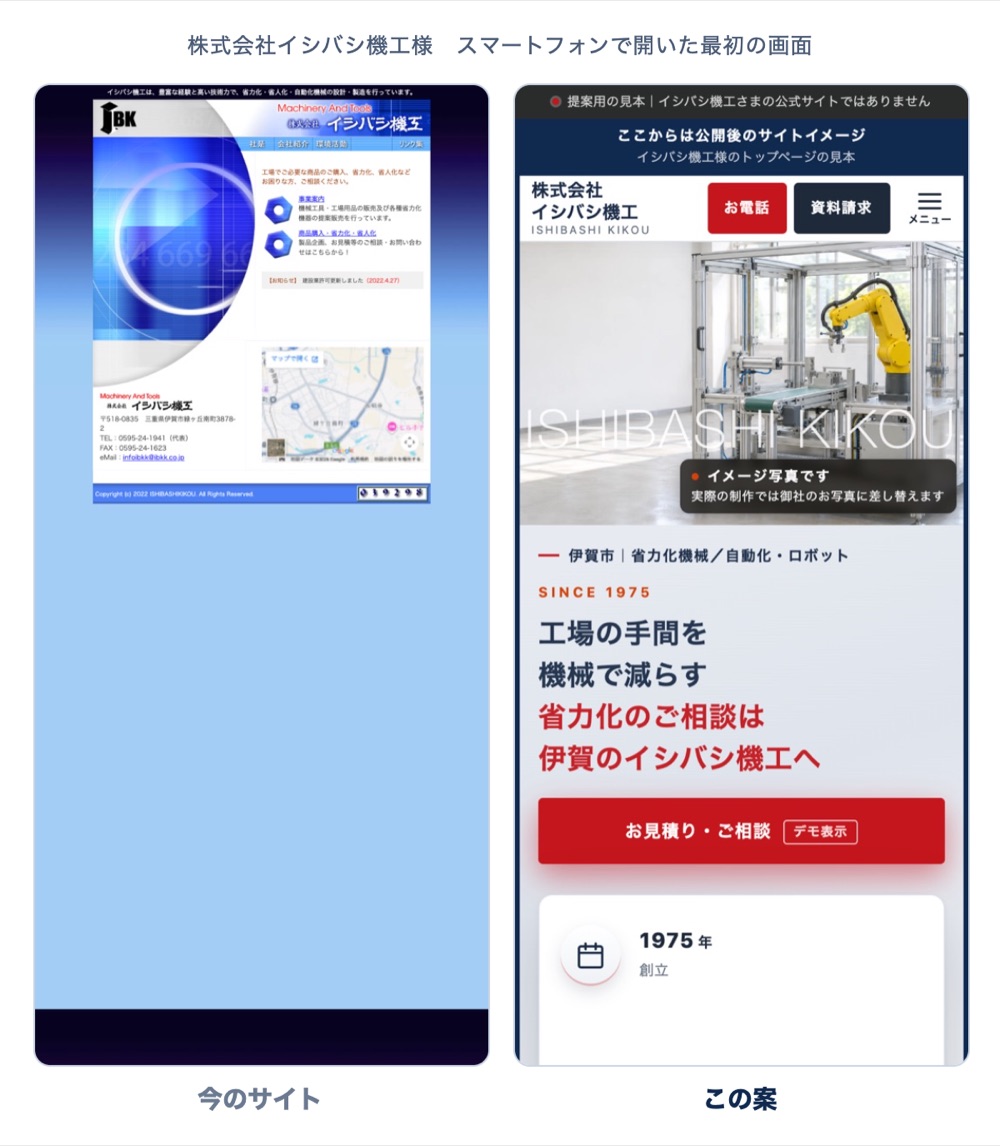 株式会社イシバシ機工様　スマートフォンで開いた最初の画面
イシバシ機工は、豊富な経験と高い技術力で、省力化・省人化・自動化機械の設計・製造を行っています。
IBK
Machinery And Tools
株式会社 イシバシ機工
社是 会社紹介 環境活動 リンク集
工場でご必要な商品のご購入、省力化、省人化など
お困りな方、ご相談ください。
事業案内
機械工具・工場用品の販売及び各種省力化
機器の提案販売を行っています。
商品購入・省力化・省人化
製品企画、お見積等のご相談・お問い合わ
せはこちらから！
【お知らせ】 建設業許可更新しました（2022.4.27）
マップで開く
Machinery And Tools
株式会社 イシバシ機工
〒518-0835　三重県伊賀市緑ヶ丘南町3878-
2
TEL：0595-24-1941（代表）
FAX：0595-24-1623
eMail：infoibkk@ibkk.co.jp
Copyright (c) 2022 ISHIBASHIKIKOU. All Rights Reserved.
019298
今のサイト
提案用の見本｜イシバシ機工さまの公式サイトではありません
ここからは公開後のサイトイメージ
イシバシ機工様のトップページの見本
株式会社
イシバシ機工
ISHIBASHI KIKOU
お電話
資料請求
メニュー
ISHIBASHI KIKOU
イメージ写真です
実際の制作では御社のお写真に差し替えます
伊賀市｜省力化機械／自動化・ロボット
SINCE 1975
工場の手間を
機械で減らす
省力化のご相談は
伊賀のイシバシ機工へ
お見積り・ご相談 デモ表示
1975 年
創立
この案